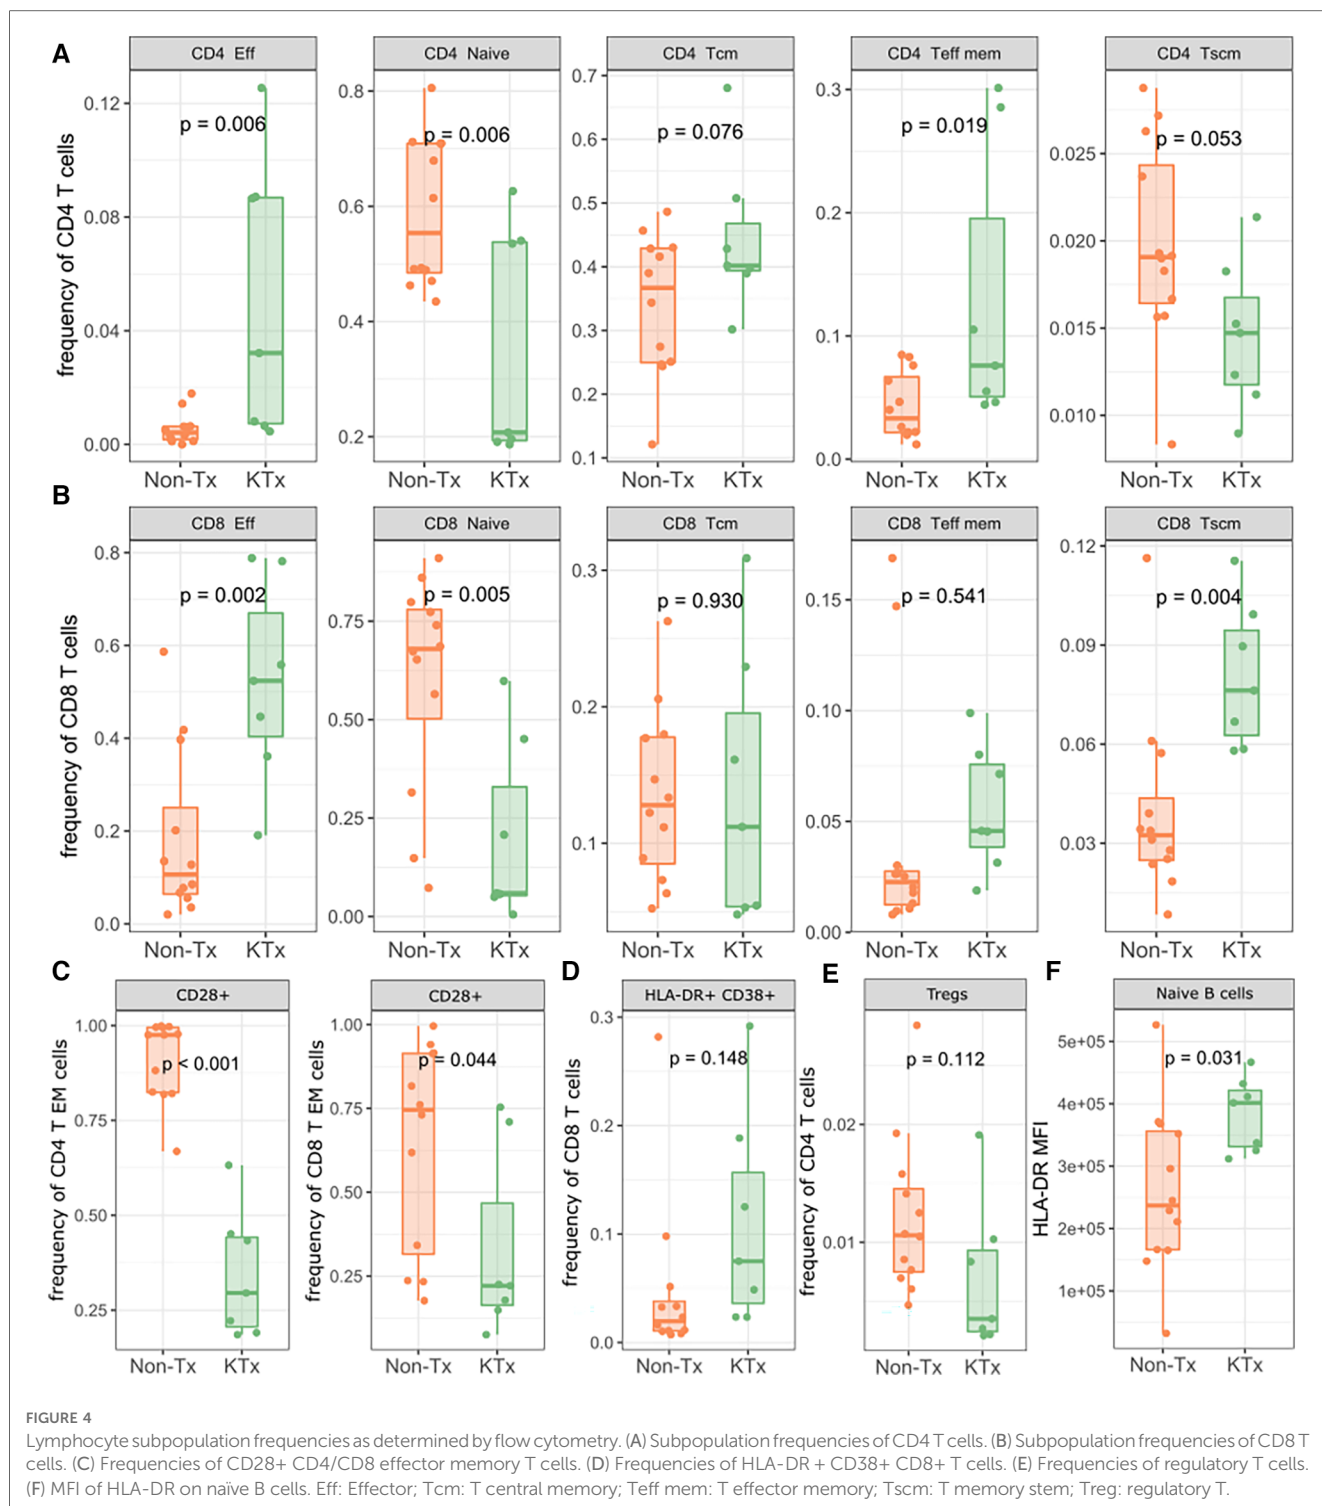 A
CD4 Eff
CD4 Naive
CD4 Tcm
CD4 Teff mem
CD4 Tscm
frequency of CD4 T cells
0.12
0.08
0.04
0.00
p = 0.006
Non-Tx KTx
0.8
0.6
0.4
0.2
p = 0.006
Non-Tx KTx
0.7
0.6
0.5
0.4
0.3
0.2
0.1
p = 0.076
Non-Tx KTx
0.3
0.2
0.1
0.0
p = 0.019
Non-Tx KTx
0.025
0.020
0.015
0.010
p = 0.053
Non-Tx KTx
B
CD8 Eff
CD8 Naive
CD8 Tcm
CD8 Teff mem
CD8 Tscm
frequency of CD8 T cells
0.8
0.6
0.4
0.2
0.0
p = 0.002
Non-Tx KTx
0.75
0.50
0.25
0.00
p = 0.005
Non-Tx KTx
0.3
0.2
0.1
p = 0.930
Non-Tx KTx
0.15
0.10
0.05
0.00
p = 0.541
Non-Tx KTx
0.12
0.09
0.06
0.03
p = 0.004
Non-Tx KTx
C
CD28+
frequency of CD4 T EM cells
1.00
0.75
0.50
0.25
p < 0.001
Non-Tx KTx
CD28+
frequency of CD8 T EM cells
1.00
0.75
0.50
0.25
p = 0.044
Non-Tx KTx
D
HLA-DR+ CD38+
frequency of CD8 T cells
0.3
0.2
0.1
0.0
p = 0.148
Non-Tx KTx
E
Tregs
frequency of CD4 T cells
0.02
0.01
p = 0.112
Non-Tx KTx
F
Naive B cells
HLA-DR MFI
5e+05
4e+05
3e+05
2e+05
1e+05
p = 0.031
Non-Tx KTx
FIGURE 4
Lymphocyte subpopulation frequencies as determined by flow cytometry. (A) Subpopulation frequencies of CD4 T cells. (B) Subpopulation frequencies of CD8 T
cells. (C) Frequencies of CD28+ CD4/CD8 effector memory T cells. (D) Frequencies of HLA-DR + CD38+ CD8+ T cells. (E) Frequencies of regulatory T cells.
(F) MFI of HLA-DR on naïve B cells. Eff: Effector; Tcm: T central memory; Teff mem: T effector memory; Tscm: T memory stem; Treg: regulatory T.